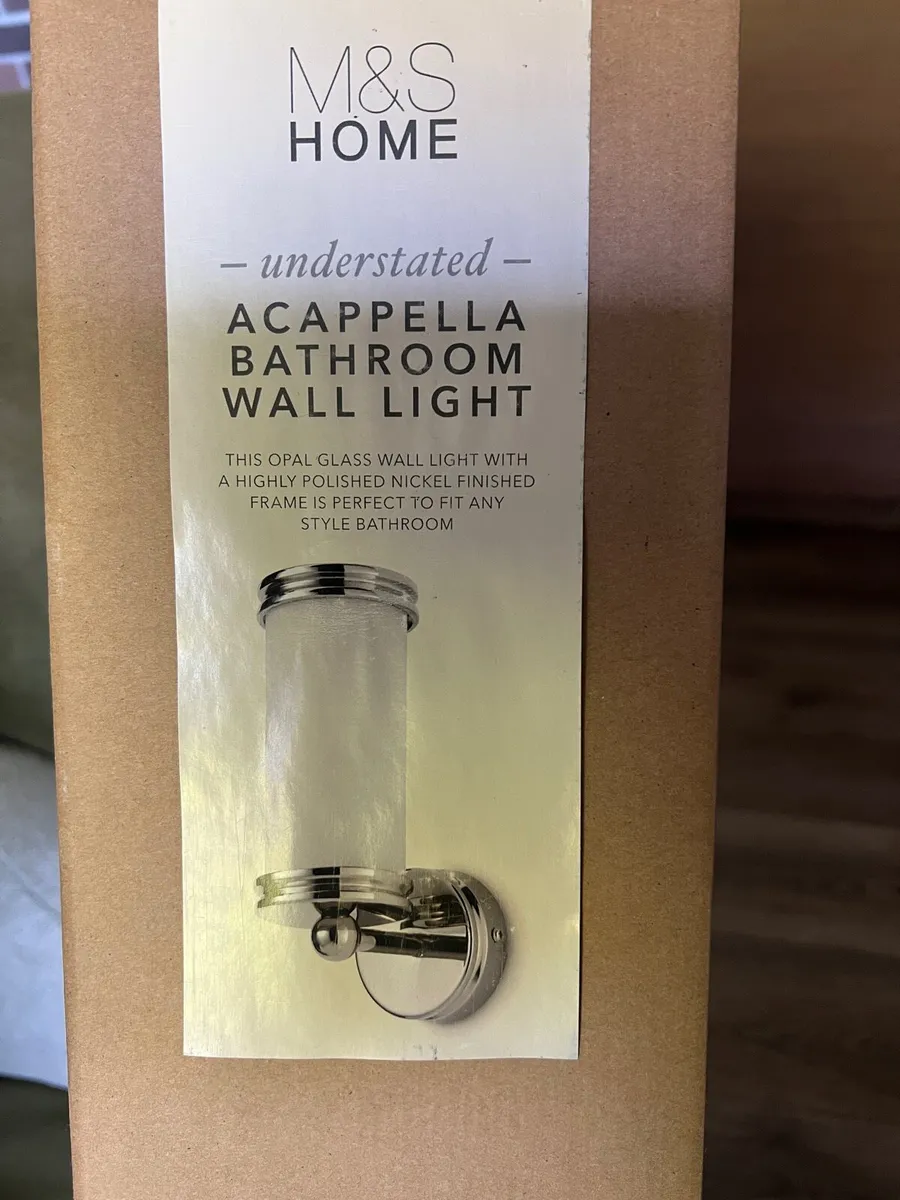 M&S
HOME
– understated –
ACAPPELLA
BATHROOM
WALL LIGHT
THIS OPAL GLASS WALL LIGHT WITH
A HIGHLY POLISHED NICKEL FINISHED
FRAME IS PERFECT TO FIT ANY
STYLE BATHROOM